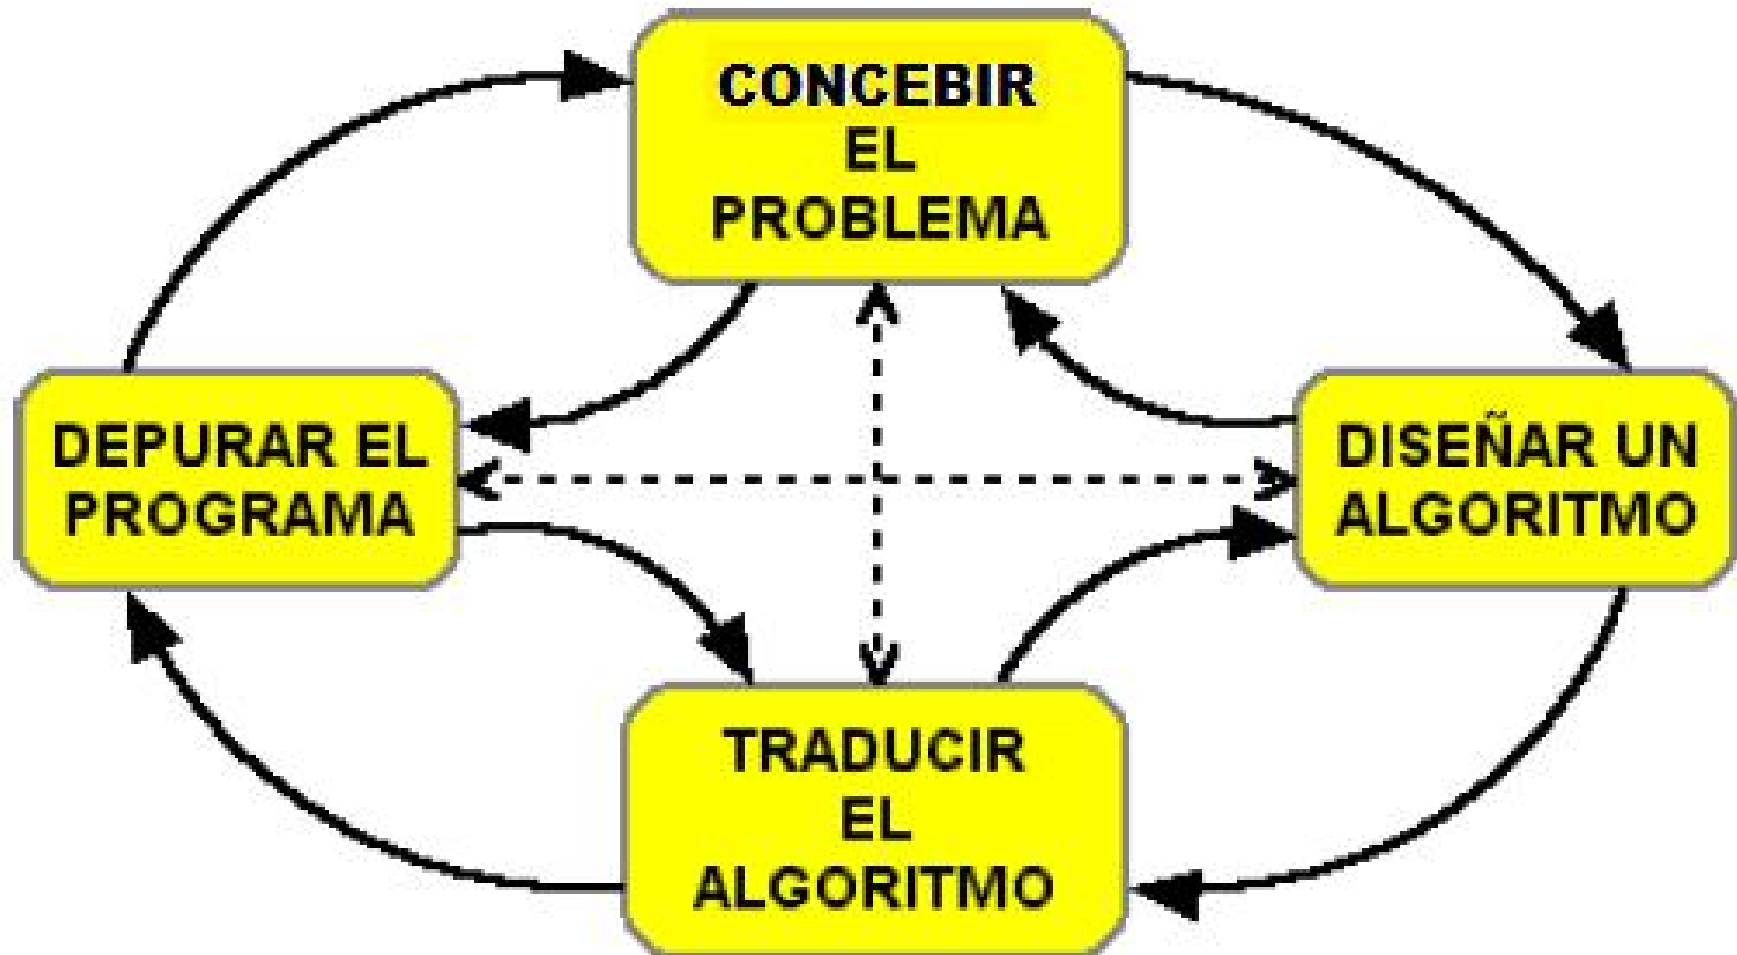 CONCEBIR
EL
PROBLEMA
DEPURAR EL
PROGRAMA
DISEÑAR UN
ALGORITMO
TRADUCIR
EL
ALGORITMO